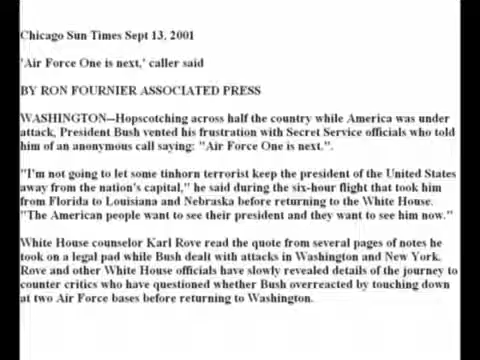 Chicago Sun Times Sept 13, 2001
'Air Force One is next,' caller said
BY RON FOURNIER ASSOCIATED PRESS
WASHINGTON--Hopscotching across half the country while America was under
attack, President Bush vented his frustration with Secret Service officials who told
him of an anonymous call saying: "Air Force One is next.".
"I'm not going to let some tinhorn terrorist keep the president of the United States
away from the nation's capital," he said during the six-hour flight that took him
from Florida to Louisiana and Nebraska before returning to the White House.
"The American people want to see their president and they want to see him now."
White House counselor Karl Rove read the quote from several pages of notes he
took on a legal pad while Bush dealt with attacks in Washington and New York.
Rove and other White House officials have slowly revealed details of the journey to
counter critics who have questioned whether Bush overreacted by touching down
at two Air Force bases before returning to Washington.